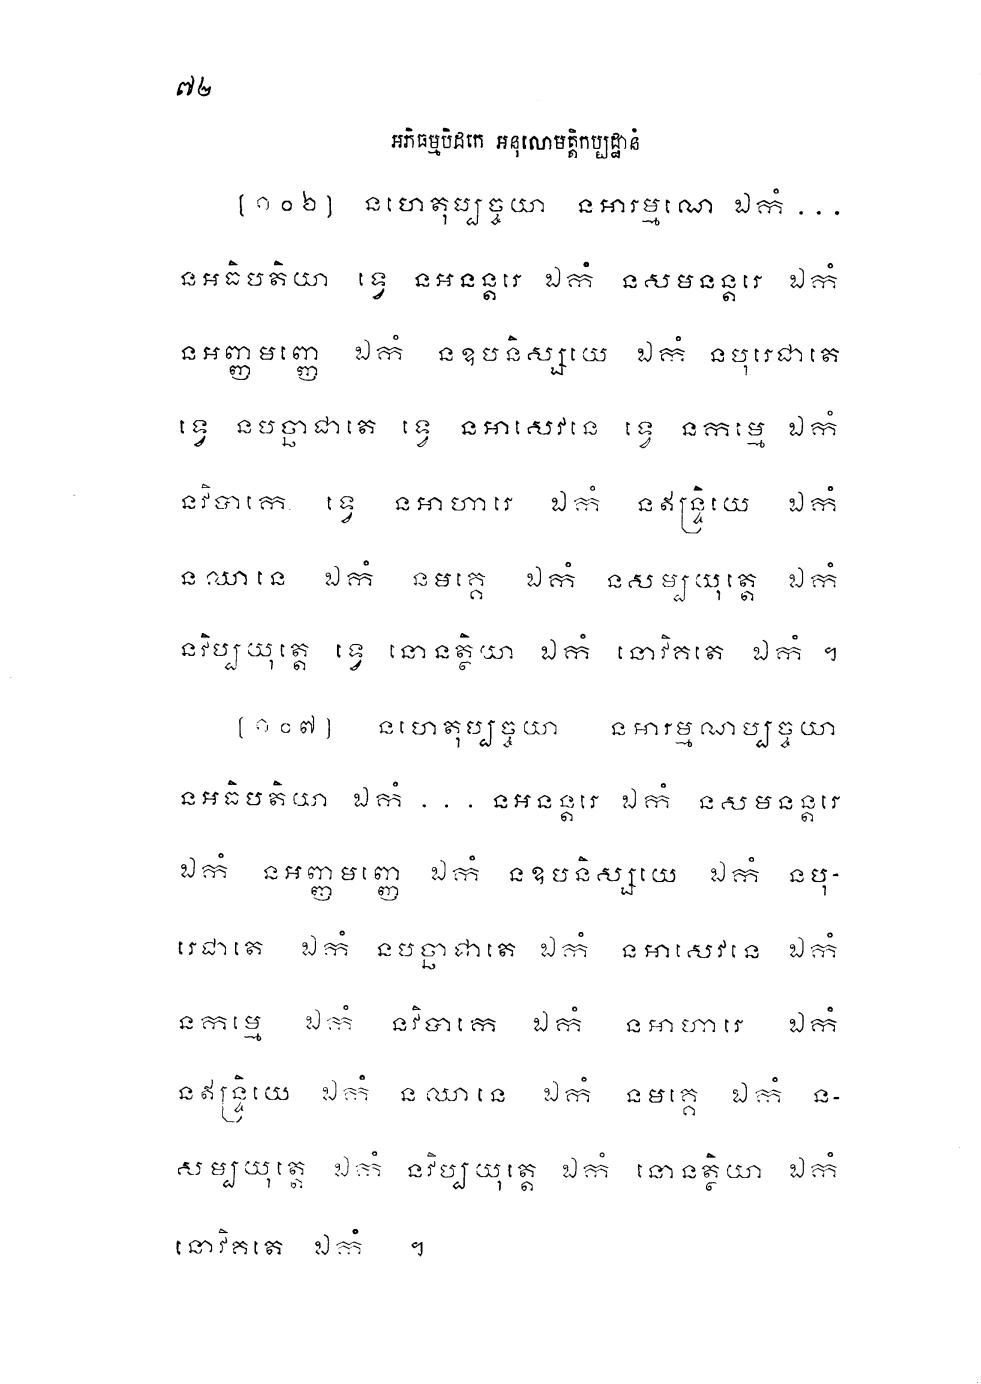 ៧២
អភិធម្មបិដកេ អនុលោមត្តិកប្បដ្ឋានំ
[១០៦] នហេតុប្បច្ចយា នអារម្មណេ ឯកំ ...
នអធិបតិយា ទ្វេ នអនន្តរេ ឯកំ នសមនន្តរេ ឯកំ
នអញ្ញមញ្ញេ ឯកំ នឧបនិស្សយេ ឯកំ នបុរេជាតេ
ទ្វេ នបច្ឆាជាតេ ទ្វេ នអាសេវនេ ទ្វេ នកម្មេ ឯកំ
នវិបាកេ ទ្វេ នអាហារេ ឯកំ នឥន្ទ្រិយេ ឯកំ
នឈានេ ឯកំ នមគ្គេ ឯកំ នសម្បយុត្តេ ឯកំ
នវិប្បយុត្តេ ទ្វេ នោនត្ថិយា ឯកំ នោវិគតេ ឯកំ ។
[១០៧] នហេតុប្បច្ចយា នអារម្មណប្បច្ចយា
នអធិបតិយា ឯកំ ... នអនន្តរេ ឯកំ នសមនន្តរេ
ឯកំ នអញ្ញមញ្ញេ ឯកំ នឧបនិស្សយេ ឯកំ នបុ-
រេជាតេ ឯកំ នបច្ឆាជាតេ ឯកំ នអាសេវនេ ឯកំ
នកម្មេ ឯកំ នវិបាកេ ឯកំ នអាហារេ ឯកំ
នឥន្ទ្រិយេ ឯកំ នឈានេ ឯកំ នមគ្គេ ឯកំ ន-
សម្បយុត្តេ ឯកំ នវិប្បយុត្តេ ឯកំ នោនត្ថិយា ឯកំ
នោវិគតេ ឯកំ ។